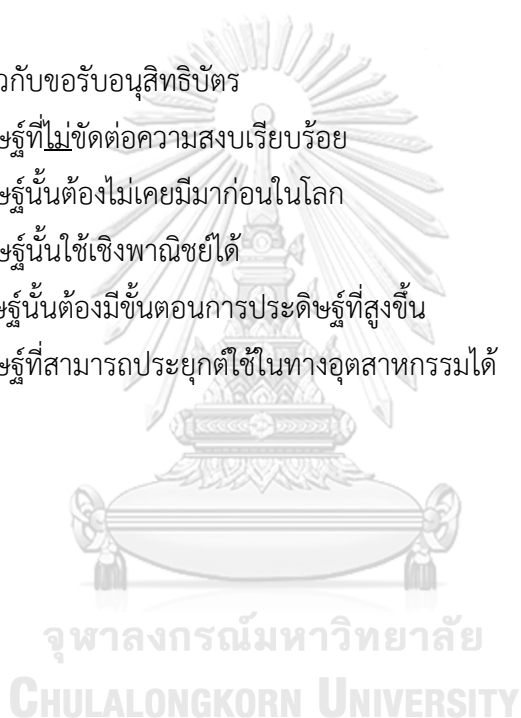 วกับขอรับอนุสิทธิบัตร
ษฐ์ที่ไม่ขัดต่อความสงบเรียบร้อย
ษฐ์นั้นต้องไม่เคยมีมาก่อนในโลก
ษฐ์นั้นใช้เชิงพาณิชย์ได้
ษฐ์นั้นต้องมีขั้นตอนการประดิษฐ์ที่สูงขึ้น
ษฐ์ที่สามารถประยุกต์ใช้ในทางอุตสาหกรรมได้
จุฬาลงกรณ์มหาวิทยาลัย
CHULALONGKORN UNIVERSITY